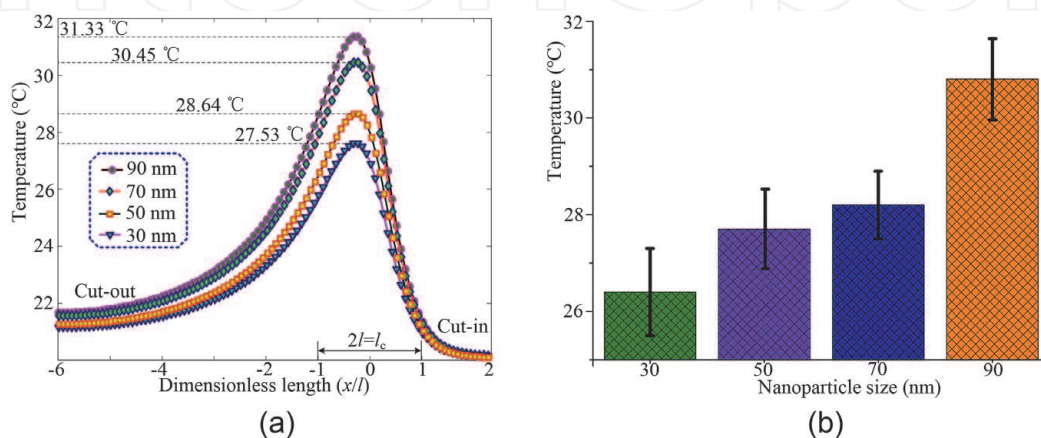 32
31.33 ℃
30.45 ℃
30
28.64 ℃
28
27.53 ℃
26
24
22
Temperature (℃)
90 nm
70 nm
50 nm
30 nm
Cut-out
Cut-in
2l=lc
-6
-4
-2
-1
0
1
2
Dimensionless length (x/l)
(a)
32
30
28
26
Temperature (℃)
30
50
70
90
Nanoparticle size (nm)
(b)